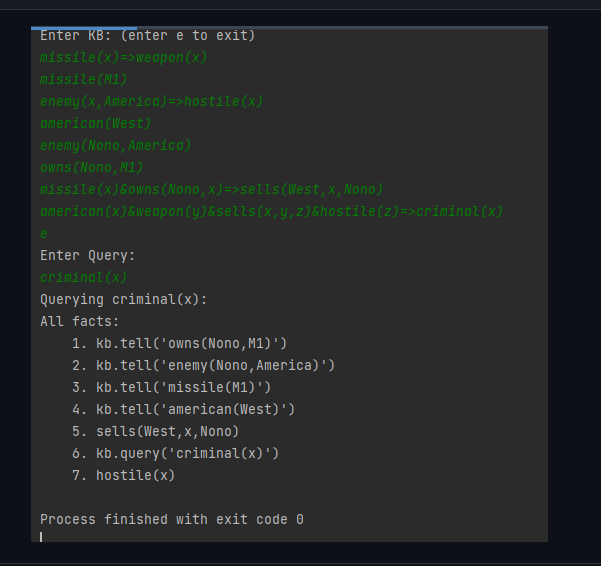 Enter KB: (enter e to exit)
missile(x)=>weapon(x)
missile(M1)
enemy(x,America)=>hostile(x)
american(West)
enemy(Nono,America)
owns(Nono,M1)
missile(x)&owns(Nono,x)=>sells(West,x,Nono)
american(x)&weapon(y)&sells(x,y,z)&hostile(z)=>criminal(x)
e
Enter Query:
criminal(x)
Querying criminal(x):
All facts:
    1. kb.tell('owns(Nono,M1)')
    2. kb.tell('enemy(Nono,America)')
    3. kb.tell('missile(M1)')
    4. kb.tell('american(West)')
    5. sells(West,x,Nono)
    6. kb.query('criminal(x)')
    7. hostile(x)
Process finished with exit code 0